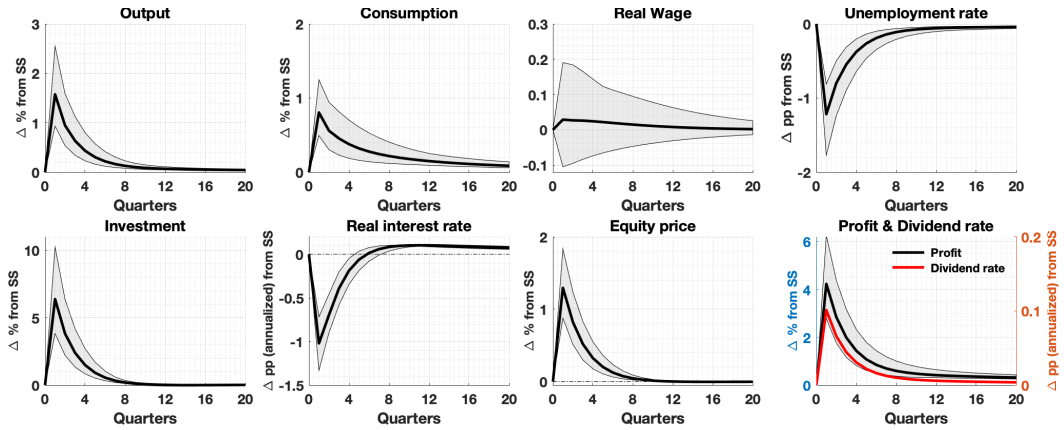 Output
Δ % from SS
3
2
1
0
0 4 8 12 16 20
Quarters
Consumption
Δ % from SS
2
1
0
0 4 8 12 16 20
Quarters
Real Wage
Δ % from SS
0.3
0.2
0.1
0
-0.1
0 5 10 15 20
Quarters
Unemployment rate
Δ pp from SS
0
-1
-2
0 4 8 12 16 20
Quarters
Investment
Δ % from SS
10
5
0
0 4 8 12 16 20
Quarters
Real interest rate
Δ pp (annualized) from SS
0
-0.5
-1
-1.5
0 4 8 12 16 20
Quarters
Equity price
Δ % from SS
2
1
0
0 4 8 12 16 20
Quarters
Profit & Dividend rate
Δ % from SS
6
4
2
0
Profit
Dividend rate
0.2
0.1
0
Δ pp (annualized) from SS
0 4 8 12 16 20
Quarters